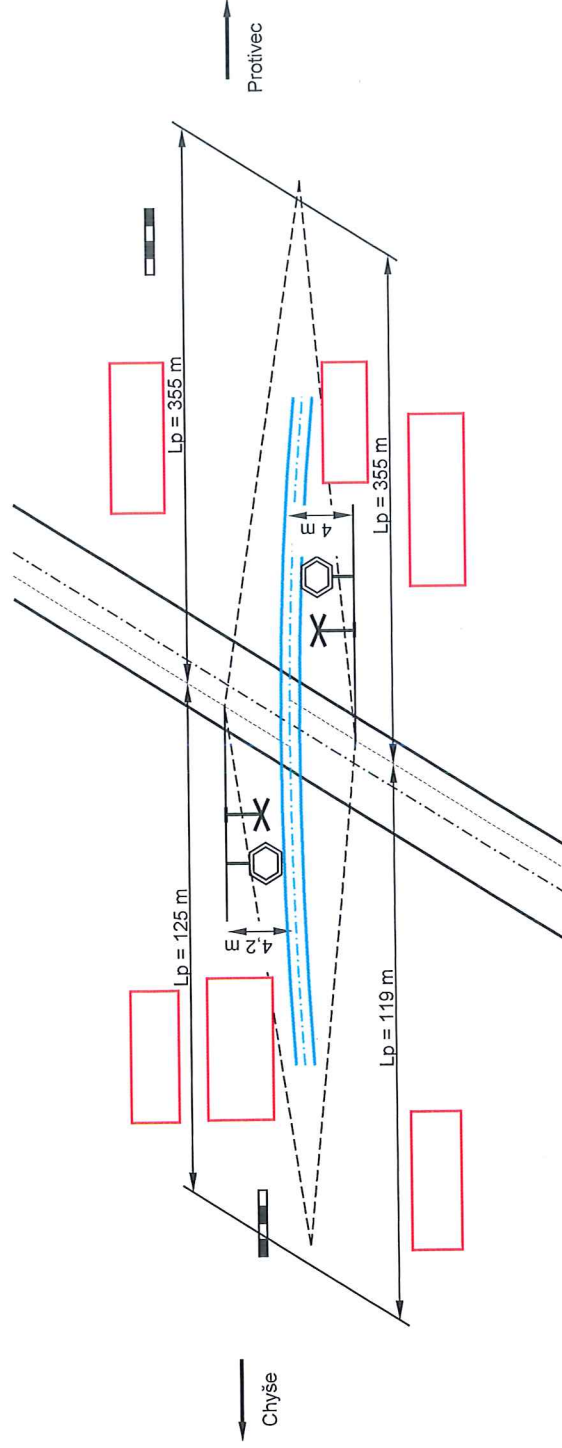 Protivec
Lp = 355 m
Lp = 125 m
4 m
4,2 m
Lp = 355 m
Lp = 119 m
Chyše